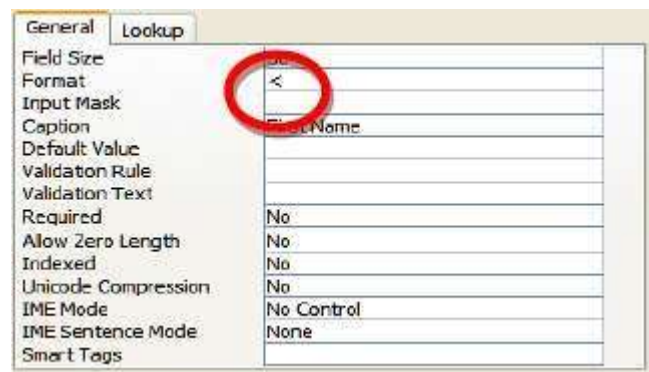 General Lookup
Field Size
Format <
Input Mask
Caption First Name
Default Value
Validation Rule
Validation Text
Required No
Allow Zero Length No
Indexed No
Unicode Compression No
IME Mode No Control
IME Sentence Mode None
Smart Tags